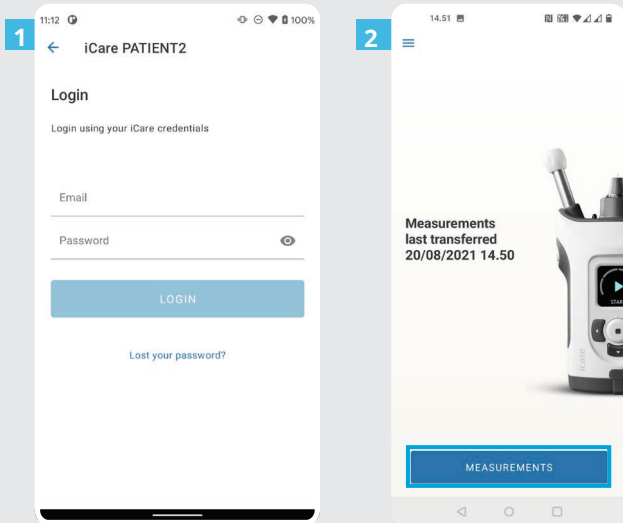 1
11:12
100%
iCare PATIENT2
Login
Login using your iCare credentials
Email
Password
LOGIN
Lost your password?
2
14.51
Measurements
last transferred
20/08/2021 14.50
icare
MEASUREMENTS